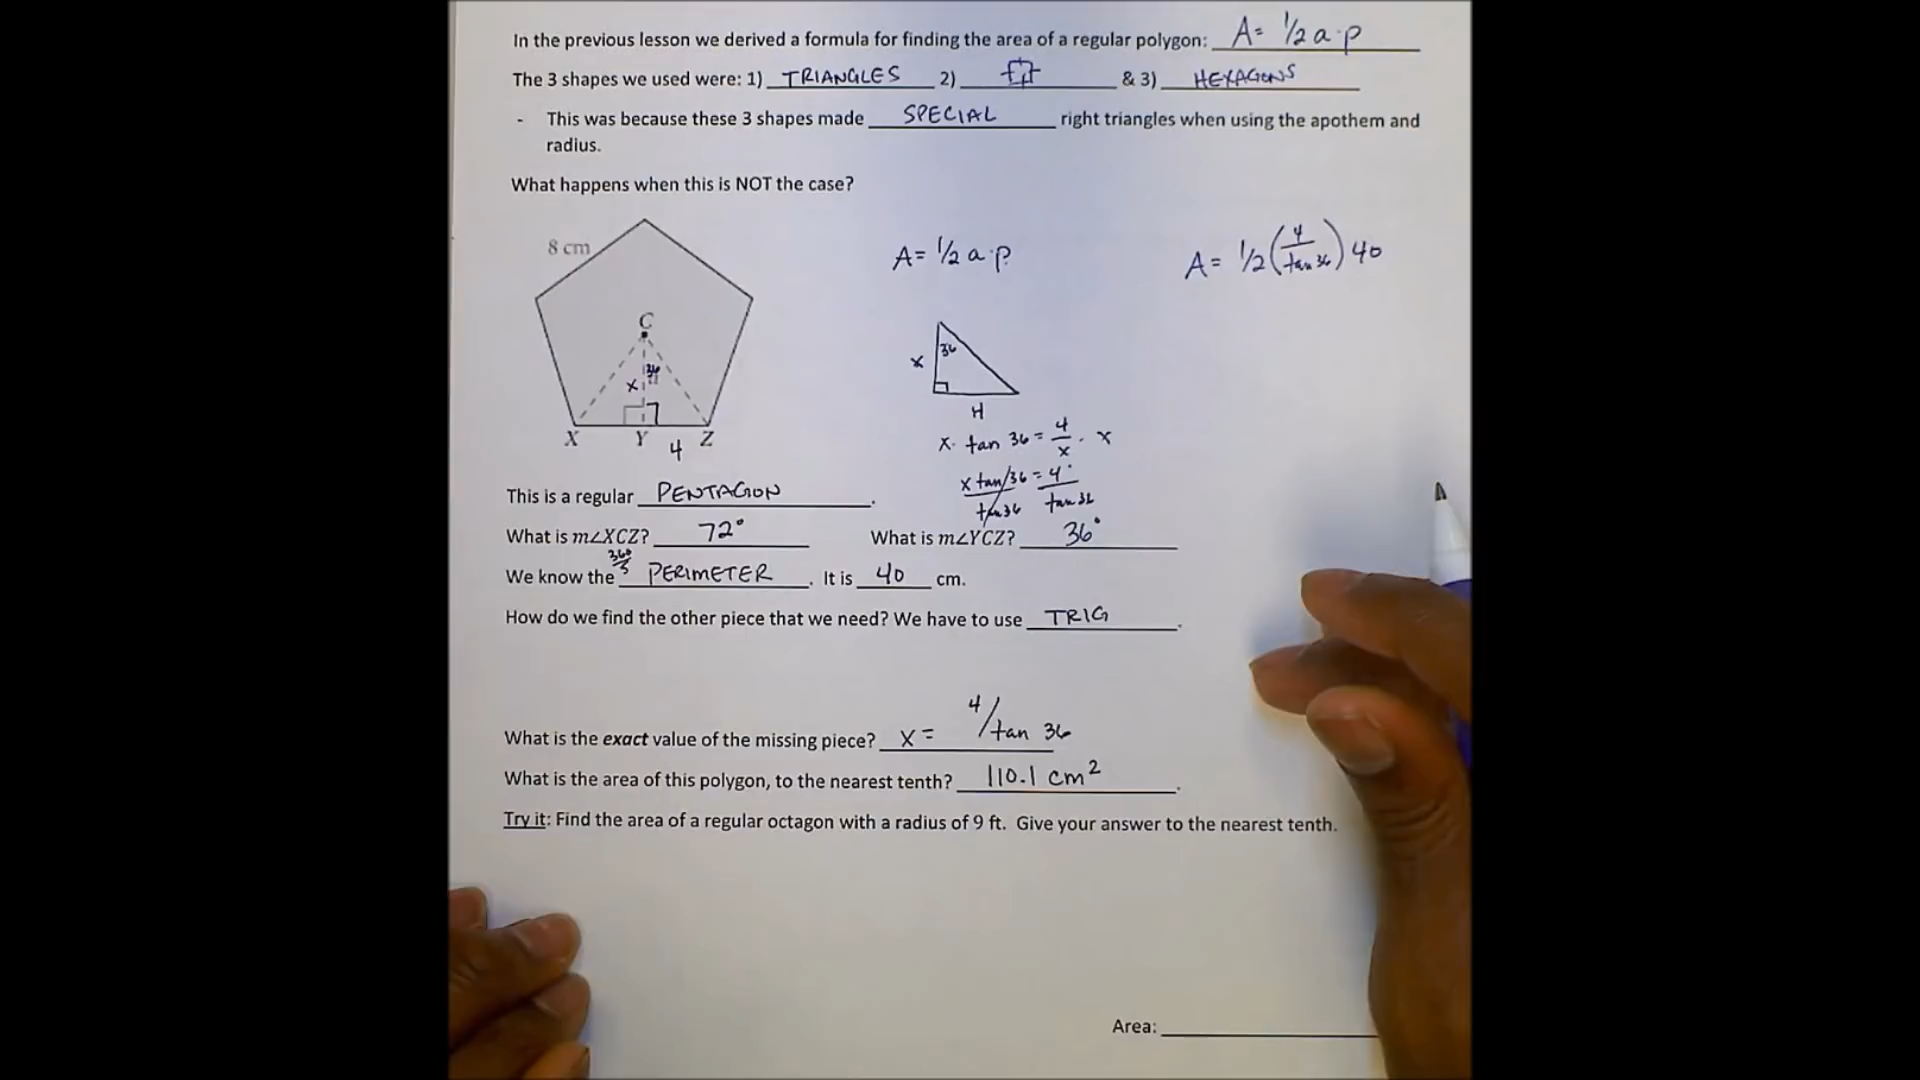 In the previous lesson we derived a formula for finding the area of a regular polygon: A= 1/2 a·p
The 3 shapes we used were: 1) TRIANGLES 2) & 3) HEXAGONS
- This was because these 3 shapes made SPECIAL right triangles when using the apothem and
radius.
What happens when this is NOT the case?
8 cm
C
36
x
X Y Z
4
A= 1/2 a·p
36
x
x· tan 36 = 4/x · x
x tan 36 = 4
tan 36 tan 36
A= 1/2 (4/tan 36) 40
This is a regular PENTAGON.
What is m∠XCZ? 72° What is m∠YCZ? 36°
360/5
We know the PERIMETER. It is 40 cm.
How do we find the other piece that we need? We have to use TRIG.
What is the exact value of the missing piece? x = 4/tan 36
What is the area of this polygon, to the nearest tenth? 110.1 cm².
Try it: Find the area of a regular octagon with a radius of 9 ft. Give your answer to the nearest tenth.
Area: